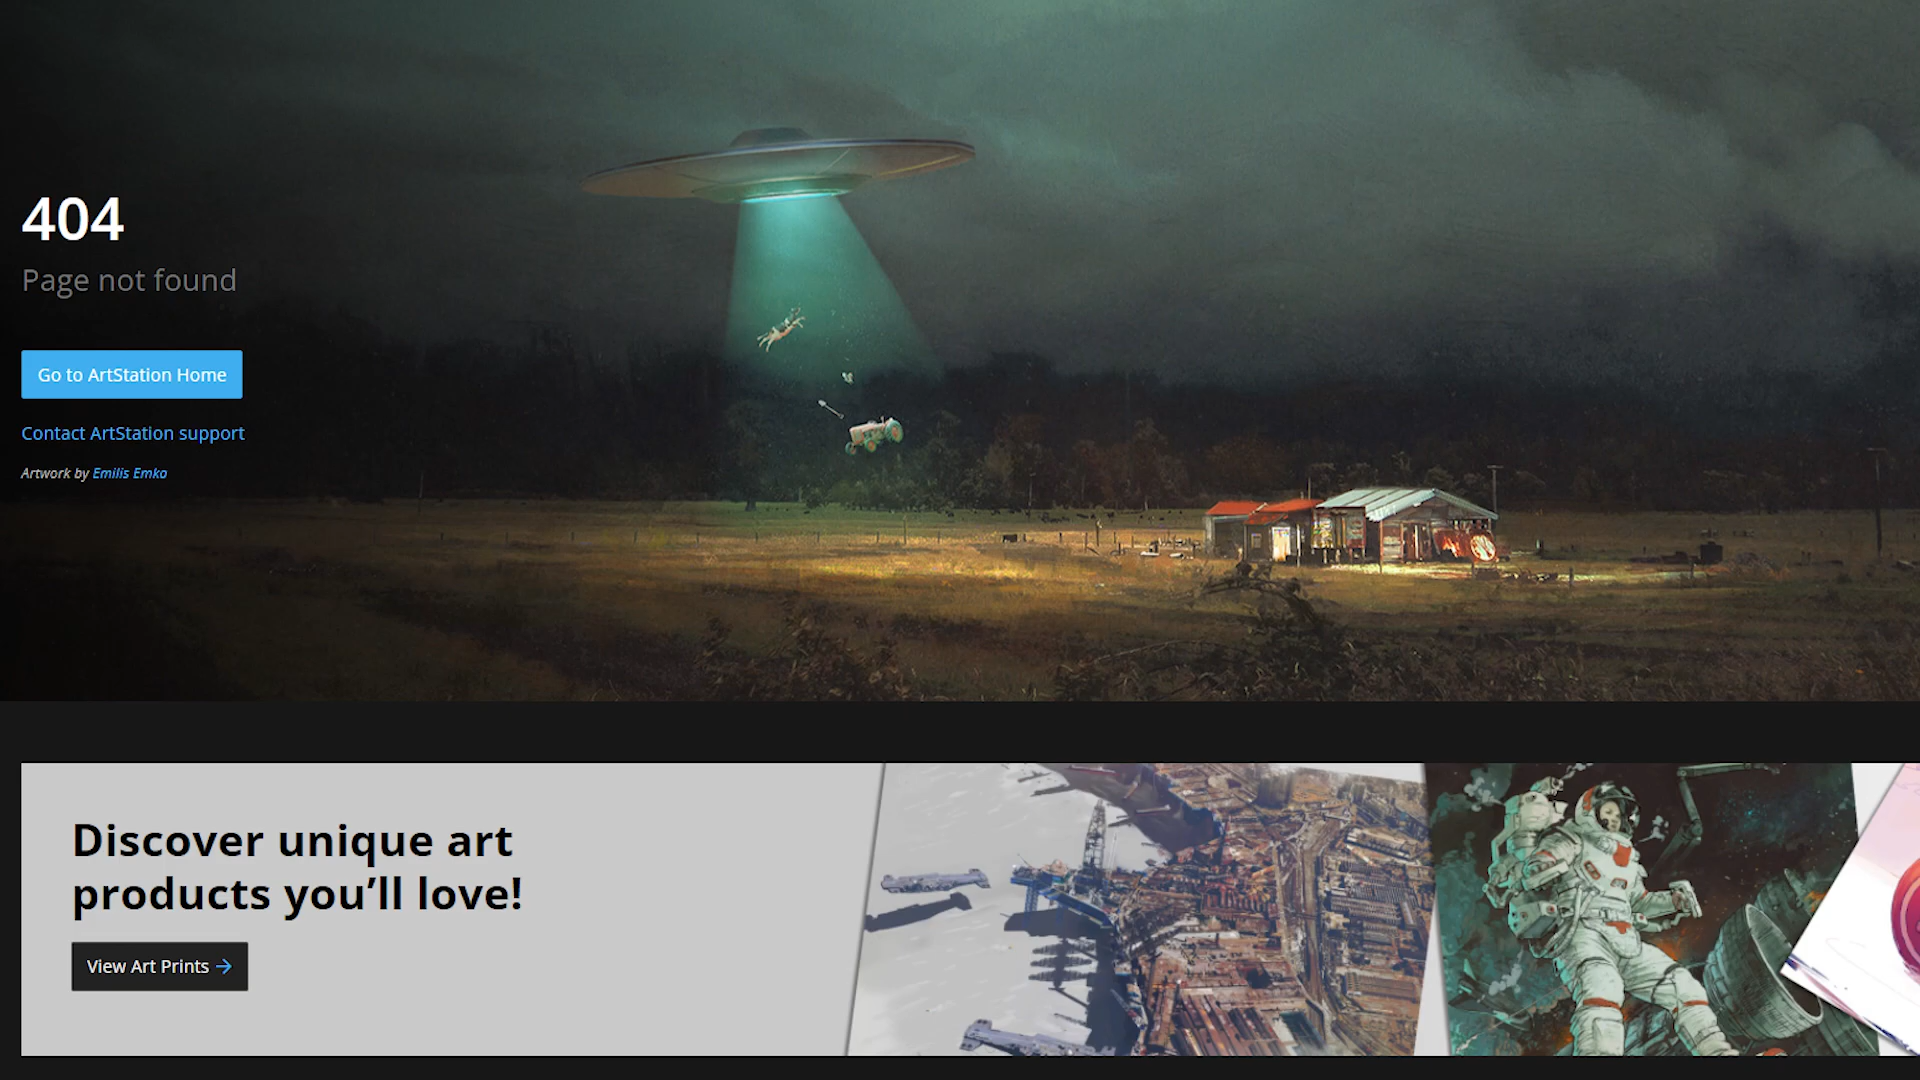 404
Page not found
Go to ArtStation Home
Contact ArtStation support
Artwork by Emilis Emka
Discover unique art
products you’ll love!
View Art Prints →